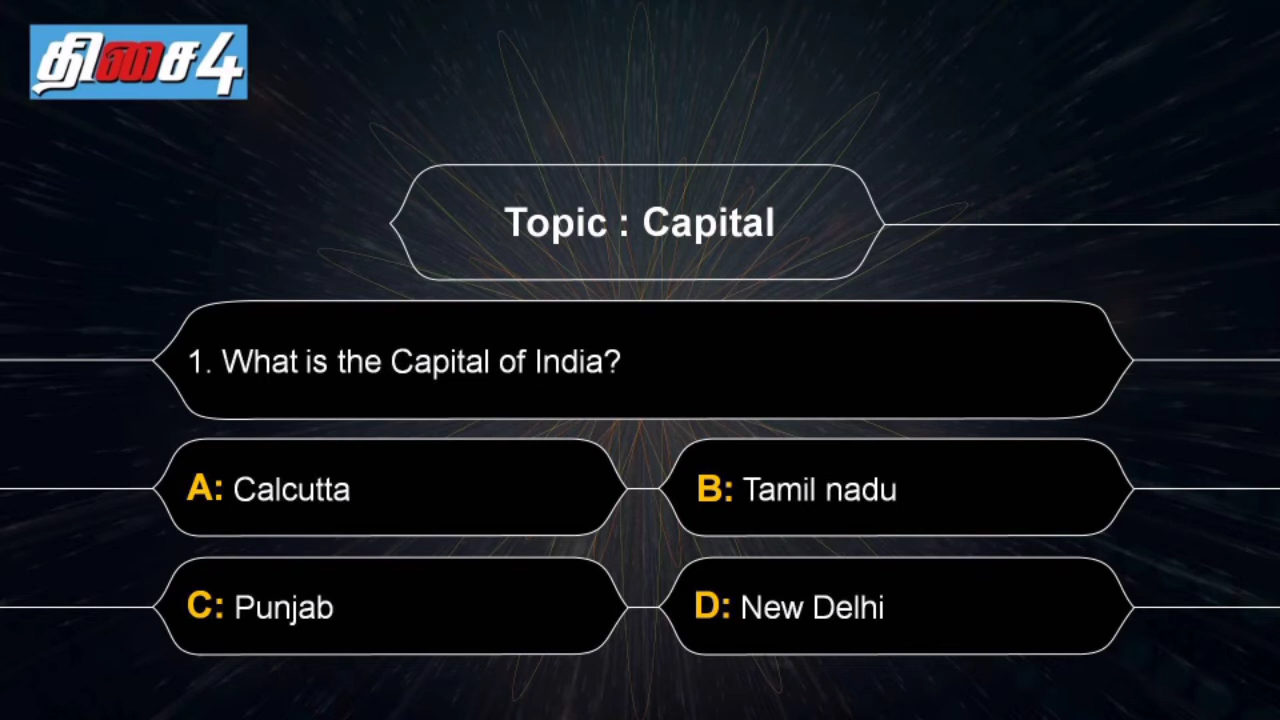 திசை4
Topic : Capital
1. What is the Capital of India?
A: Calcutta
B: Tamil nadu
C: Punjab
D: New Delhi